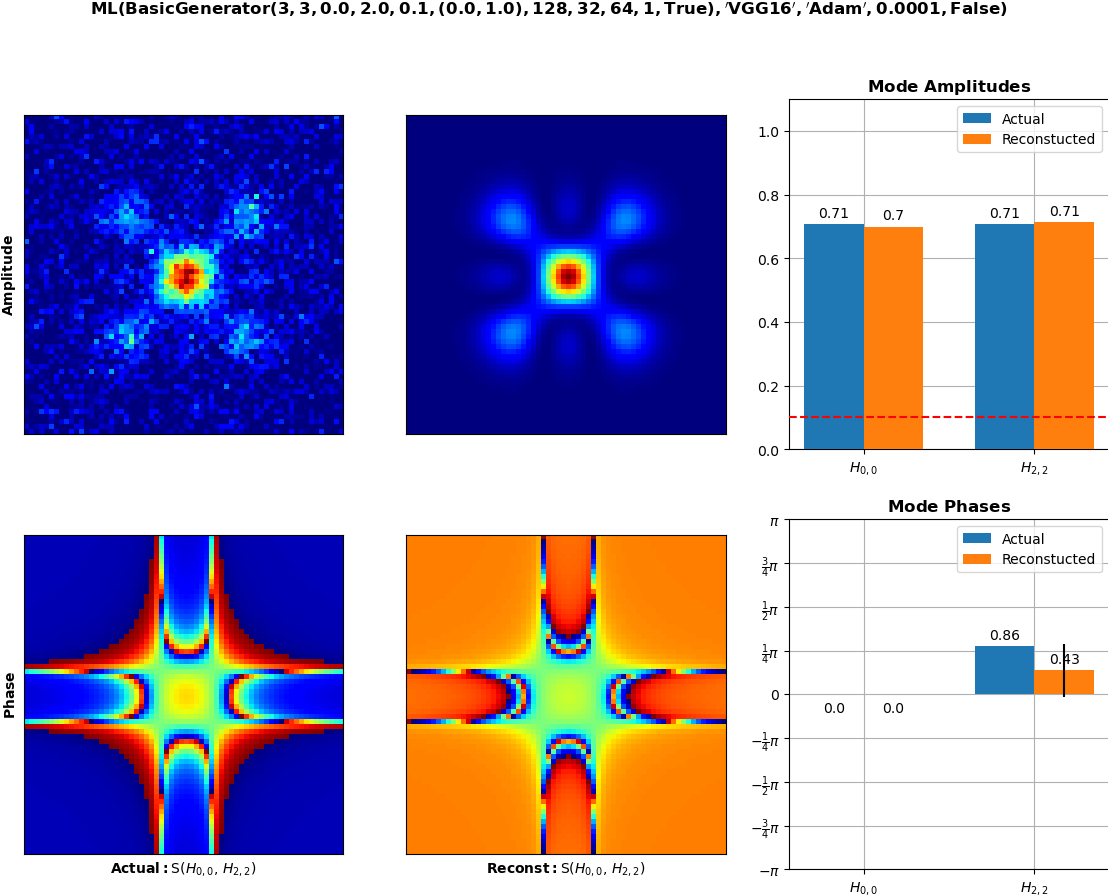 ML(BasicGenerator(3, 3, 0.0, 2.0, 0.1, (0.0, 1.0), 128, 32, 64, 1, True), ′VGG16′, ′Adam′, 0.0001, False)
Amplitude
Mode Amplitudes
Actual
Reconstucted
1.0
0.8
0.6
0.4
0.2
0.0
0.71
0.7
0.71
0.71
H0,0
H2,2
Phase
Actual: S(H0,0, H2,2)
Reconst: S(H0,0, H2,2)
Mode Phases
Actual
Reconstucted
π
3/4π
1/2π
1/4π
0
−1/4π
−1/2π
−3/4π
−π
0.0
0.0
0.86
0.43
H0,0
H2,2